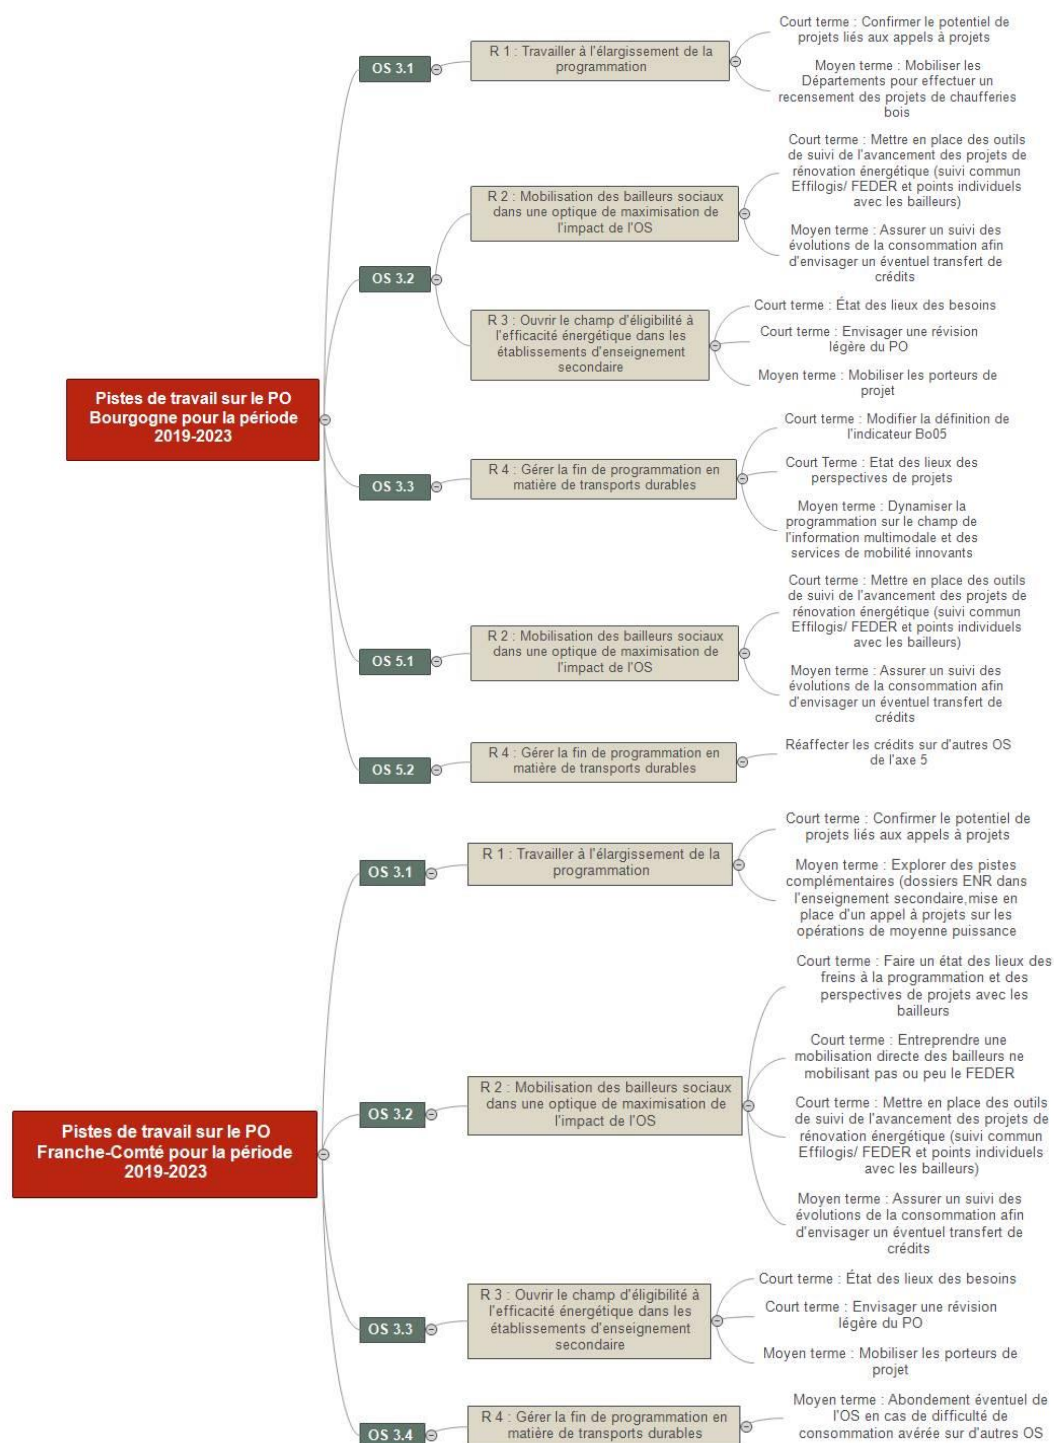 Pistes de travail sur le PO
Bourgogne pour la période
2019-2023
OS 3.1
R 1 : Travailler à l'élargissement de la
programmation
Court terme : Confirmer le potentiel de
projets liés aux appels à projets
Moyen terme : Mobiliser les
Départements pour effectuer un
recensement des projets de chaufferies
bois
OS 3.2
R 2 : Mobilisation des bailleurs sociaux
dans une optique de maximisation de
l'impact de l'OS
Court terme : Mettre en place des outils
de suivi de l'avancement des projets de
rénovation énergétique (suivi commun
Effilogis/ FEDER et points individuels
avec les bailleurs)
Moyen terme : Assurer un suivi des
évolutions de la consommation afin
d'envisager un éventuel transfert de
crédits
R 3 : Ouvrir le champ d'éligibilité à
l'efficacité énergétique dans les
établissements d'enseignement
secondaire
Court terme : État des lieux des besoins
Court terme : Envisager une révision
légère du PO
Moyen terme : Mobiliser les porteurs de
projet
OS 3.3
R 4 : Gérer la fin de programmation en
matière de transports durables
Court terme : Modifier la définition de
l'indicateur Bo05
Court Terme : Etat des lieux des
perspectives de projets
Moyen terme : Dynamiser la
programmation sur le champ de
l'information multimodale et des
services de mobilité innovants
OS 5.1
R 2 : Mobilisation des bailleurs sociaux
dans une optique de maximisation de
l'impact de l'OS
Court terme : Mettre en place des outils
de suivi de l'avancement des projets de
rénovation énergétique (suivi commun
Effilogis/ FEDER et points individuels
avec les bailleurs)
Moyen terme : Assurer un suivi des
évolutions de la consommation afin
d'envisager un éventuel transfert de
crédits
OS 5.2
R 4 : Gérer la fin de programmation en
matière de transports durables
Réaffecter les crédits sur d'autres OS
de l'axe 5
Pistes de travail sur le PO
Franche-Comté pour la période
2019-2023
OS 3.1
R 1 : Travailler à l'élargissement de la
programmation
Court terme : Confirmer le potentiel de
projets liés aux appels à projets
Moyen terme : Explorer des pistes
complémentaires (dossiers ENR dans
l'enseignement secondaire,mise en
place d'un appel à projets sur les
opérations de moyenne puissance
OS 3.2
R 2 : Mobilisation des bailleurs sociaux
dans une optique de maximisation de
l'impact de l'OS
Court terme : Faire un état des lieux des
freins à la programmation et des
perspectives de projets avec les
bailleurs
Court terme : Entreprendre une
mobilisation directe des bailleurs ne
mobilisant pas ou peu le FEDER
Court terme : Mettre en place des outils
de suivi de l'avancement des projets de
rénovation énergétique (suivi commun
Effilogis/ FEDER et points individuels
avec les bailleurs)
Moyen terme : Assurer un suivi des
évolutions de la consommation afin
d'envisager un éventuel transfert de
crédits
OS 3.3
R 3 : Ouvrir le champ d'éligibilité à
l'efficacité énergétique dans les
établissements d'enseignement
secondaire
Court terme : État des lieux des besoins
Court terme : Envisager une révision
légère du PO
Moyen terme : Mobiliser les porteurs de
projet
OS 3.4
R 4 : Gérer la fin de programmation en
matière de transports durables
Moyen terme : Abondement éventuel de
l'OS en cas de difficulté de
consommation avérée sur d'autres OS